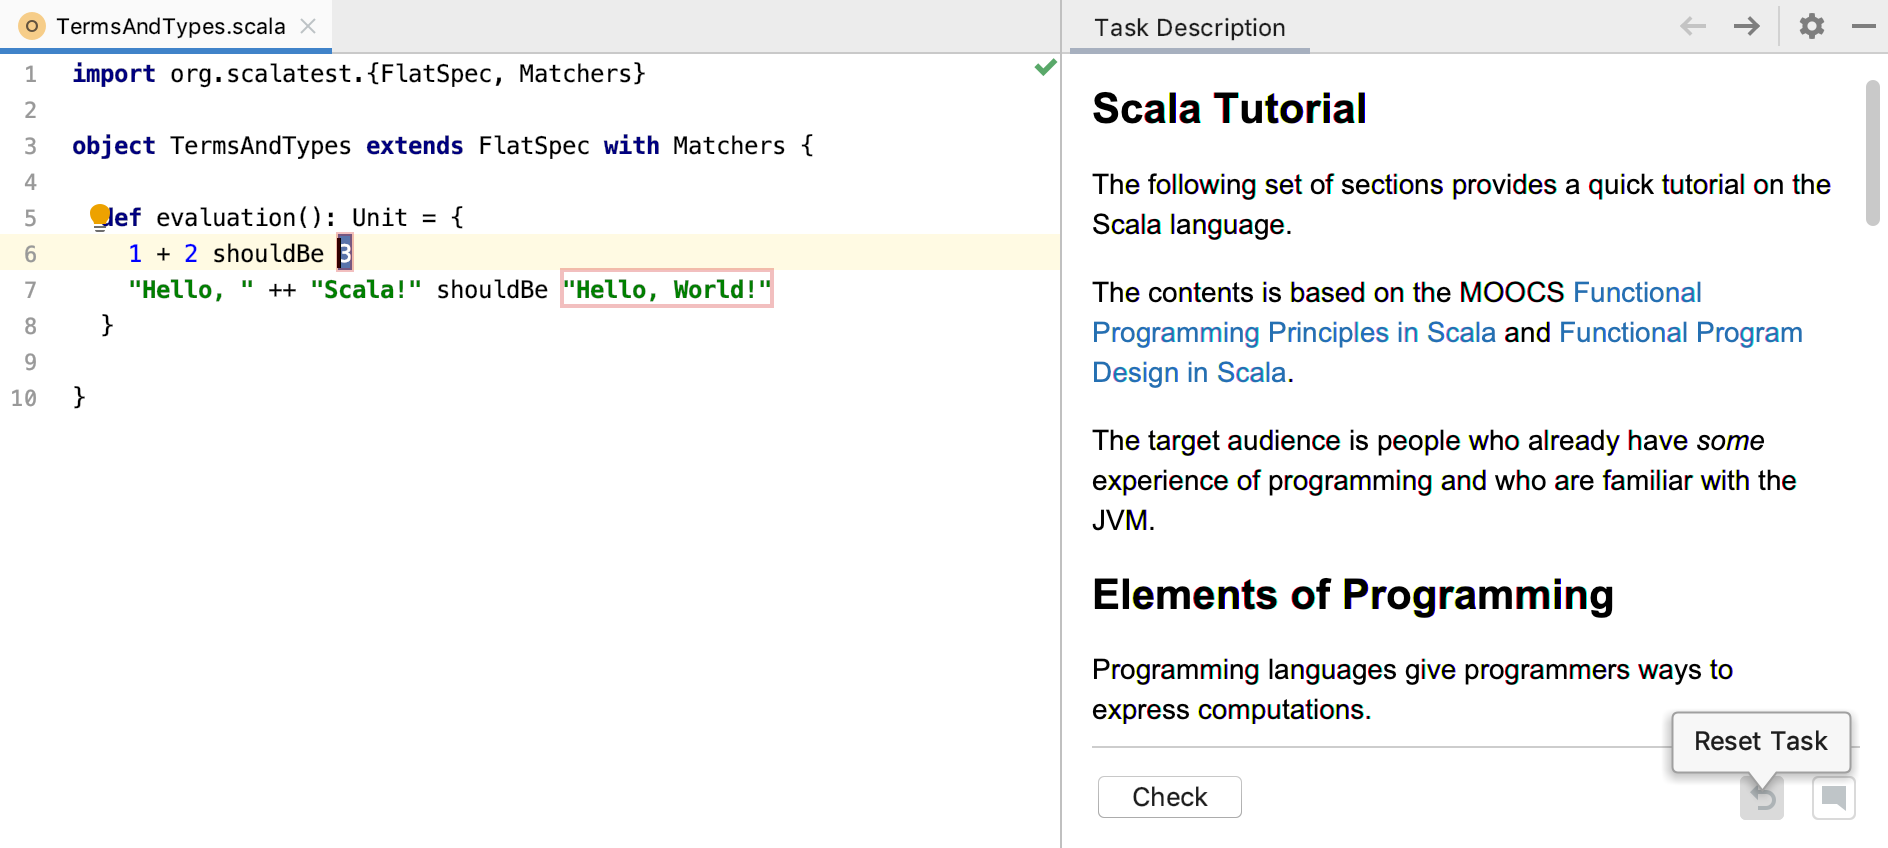 TermsAndTypes.scala
1 import org.scalatest.{FlatSpec, Matchers}
2
3 object TermsAndTypes extends FlatSpec with Matchers {
4
5 def evaluation(): Unit = {
6 1 + 2 shouldBe 3
7 "Hello, " ++ "Scala!" shouldBe "Hello, World!"
8 }
9
10 }
Task Description
Scala Tutorial
The following set of sections provides a quick tutorial on the
Scala language.
The contents is based on the MOOCS Functional
Programming Principles in Scala and Functional Program
Design in Scala.
The target audience is people who already have some
experience of programming and who are familiar with the
JVM.
Elements of Programming
Programming languages give programmers ways to
express computations.
Reset Task
Check